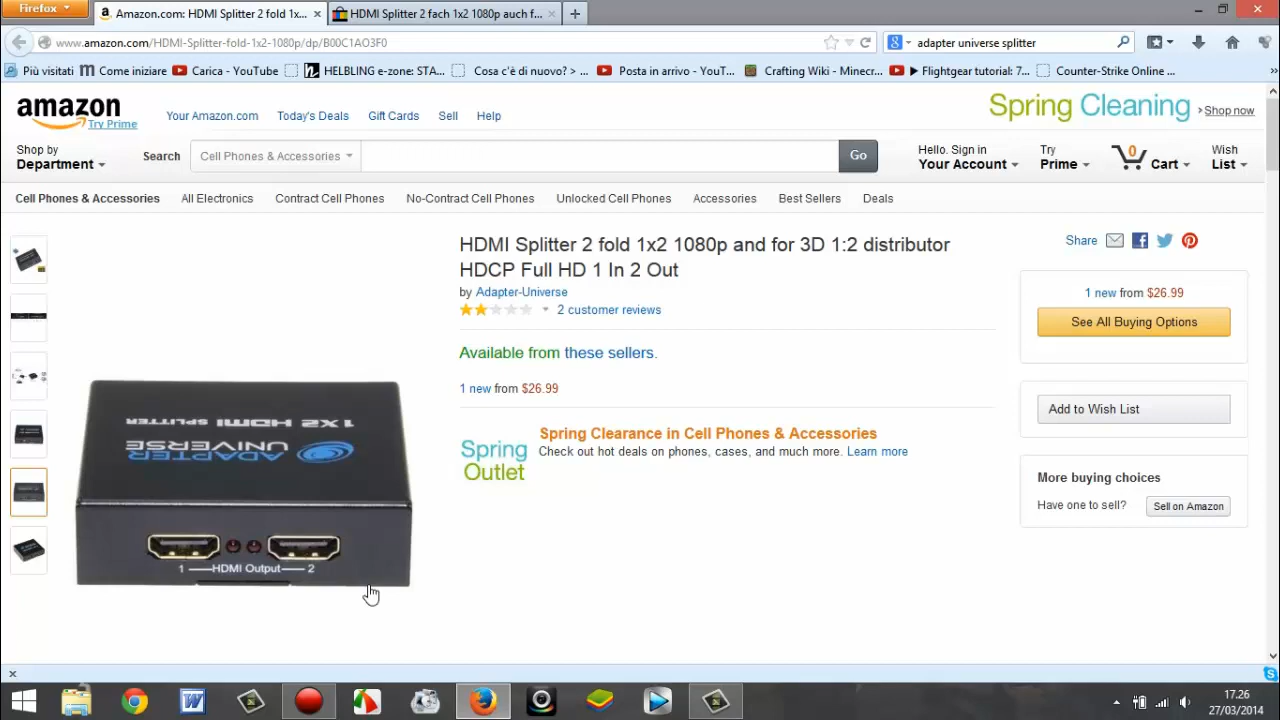 Firefox
Amazon.com: HDMI Splitter 2 fold 1x...
HDMI Splitter 2 fach 1x2 1080p auch f...
www.amazon.com/HDMI-Splitter-fold-1x2-1080p/dp/B00C1AO3F0
adapter universe splitter
Più visitati
Come iniziare
Carica - YouTube
HELBLING e-zone: STA...
Cosa c'è di nuovo? > ...
Posta in arrivo - YouT...
Crafting Wiki - Minecr...
Flightgear tutorial: 7...
Counter-Strike Online ...
amazon
Try Prime
Your Amazon.com
Today's Deals
Gift Cards
Sell
Help
Spring Cleaning
Shop now
Shop by
Department
Search
Cell Phones & Accessories
Go
Hello. Sign in
Your Account
Try
Prime
0
Cart
Wish
List
Cell Phones & Accessories
All Electronics
Contract Cell Phones
No-Contract Cell Phones
Unlocked Cell Phones
Accessories
Best Sellers
Deals
HDMI Splitter 2 fold 1x2 1080p and for 3D 1:2 distributor
HDCP Full HD 1 In 2 Out
by Adapter-Universe
2 customer reviews
Available from these sellers.
1 new from $26.99
Spring
Outlet
Spring Clearance in Cell Phones & Accessories
Check out hot deals on phones, cases, and much more. Learn more
Share
1 new from $26.99
See All Buying Options
Add to Wish List
More buying choices
Have one to sell?
Sell on Amazon
1X2 HDMI SPLITTER
ADAPTER
UNIVERSE
1 HDMI Output 2
17.26
27/03/2014